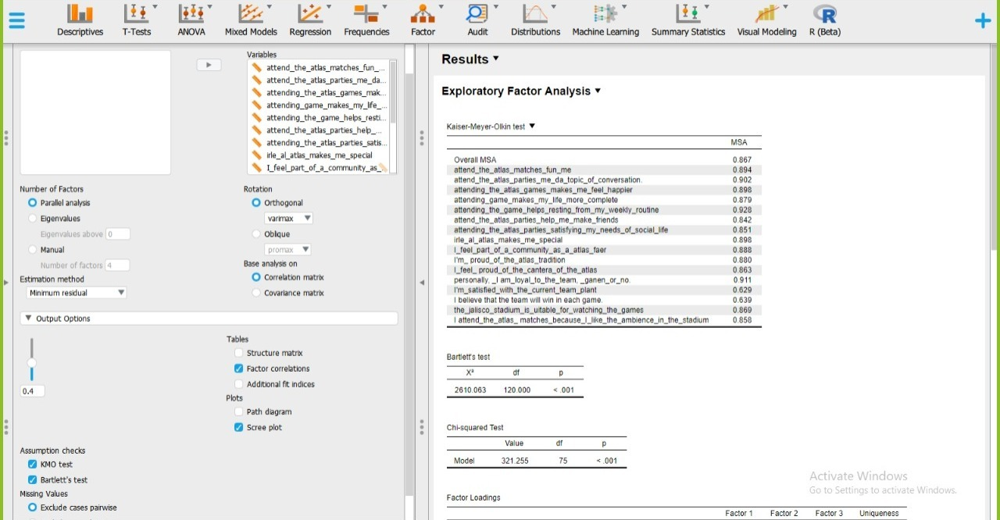 Descriptives
T-Tests
ANOVA
Mixed Models
Regression
Frequencies
Factor
Audit
Distributions
Machine Learning
Summary Statistics
Visual Modeling
R (Beta)
Variables
attend_the_atlas_matches_fun_...
attend_the_atlas_parties_me_da...
attending_the_atlas_games_mak...
attending_game_makes_my_life_...
attending_the_game_helps_resti...
attend_the_atlas_parties_help_...
attending_the_atlas_parties_satis...
irle_al_atlas_makes_me_special
I_feel_part_of_a_community_as_
Number of Factors
Parallel analysis
Eigenvalues
Eigenvalues above 0
Manual
Number of factors 4
Estimation method
Minimum residual
Rotation
Orthogonal
varimax
Oblique
promax
Base analysis on
Correlation matrix
Covariance matrix
Output Options
0.4
Tables
Structure matrix
Factor correlations
Additional fit indices
Plots
Path diagram
Scree plot
Assumption checks
KMO test
Bartlett's test
Missing Values
Exclude cases pairwise
Results
Exploratory Factor Analysis
Kaiser-Meyer-Olkin test
MSA
Overall MSA 0.867
attend_the_atlas_matches_fun_me 0.894
attend_the_atlas_parties_me_da_topic_of_conversation. 0.902
attending_the_atlas_games_makes_me_feel_happier 0.898
attending_game_makes_my_life_more_complete 0.879
attending_the_game_helps_resting_from_my_weekly_routine 0.928
attend_the_atlas_parties_help_me_make_friends 0.842
attending_the_atlas_parties_satisfying_my_needs_of_social_life 0.851
irle_al_atlas_makes_me_special 0.898
I_feel_part_of_a_community_as_a_atlas_faer 0.888
I'm_ proud_of_the_atlas_tradition 0.880
I_feel_ proud_of_the_cantera_of_the_atlas 0.863
personally, _I am_loyal_to_the_team, _ganen_or_no. 0.911
I'm_satisfied_with_the_current_team_plant 0.629
I believe that the team will win in each game. 0.639
the_jalisco_stadium_is_uitable_for_watching_the_games 0.869
I attend_the_atlas_ matches_because_I_like_the_ambience_in_the_stadium 0.858
Bartlett's test
Χ² df p
2610.063 120.000 < .001
Chi-squared Test
Value df p
Model 321.255 75 < .001
Activate Windows
Go to Settings to activate Windows.
Factor Loadings
Factor 1 Factor 2 Factor 3 Uniqueness